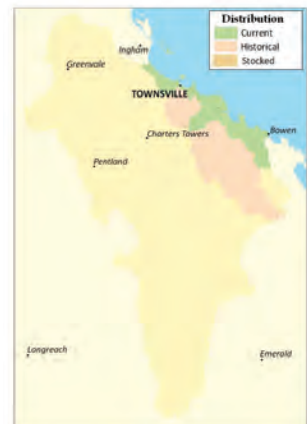 Distribution
Current
Historical
Stocked
Ingham
Greenvale
TOWNSVILLE
Charters Towers
Bowen
Pentland
Longreach
Emerald